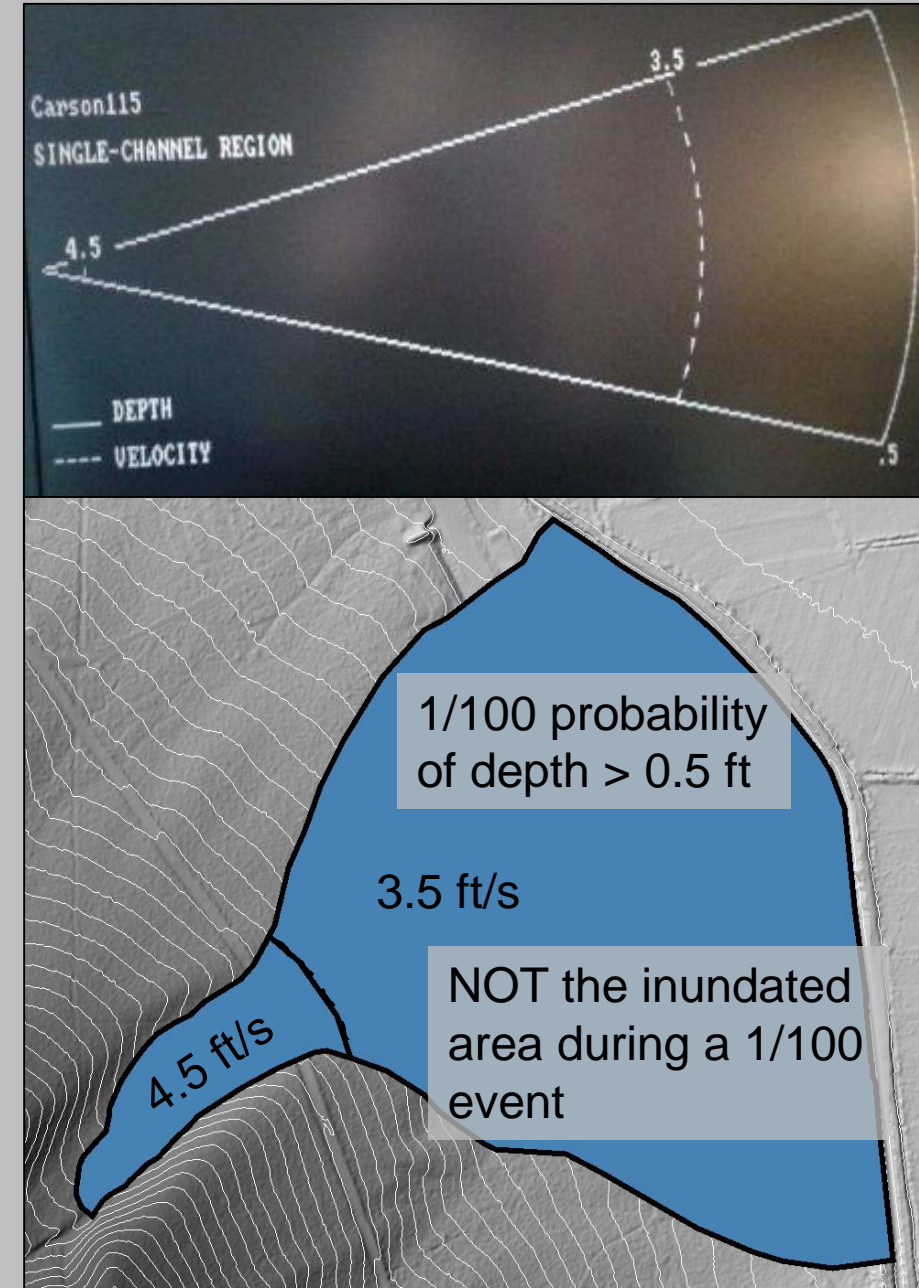 Carson115
SINGLE-CHANNEL REGION
3.5
4.5
DEPTH
VELOCITY
.5
1/100 probability
of depth > 0.5 ft
3.5 ft/s
NOT the inundated
area during a 1/100
event
4.5 ft/s